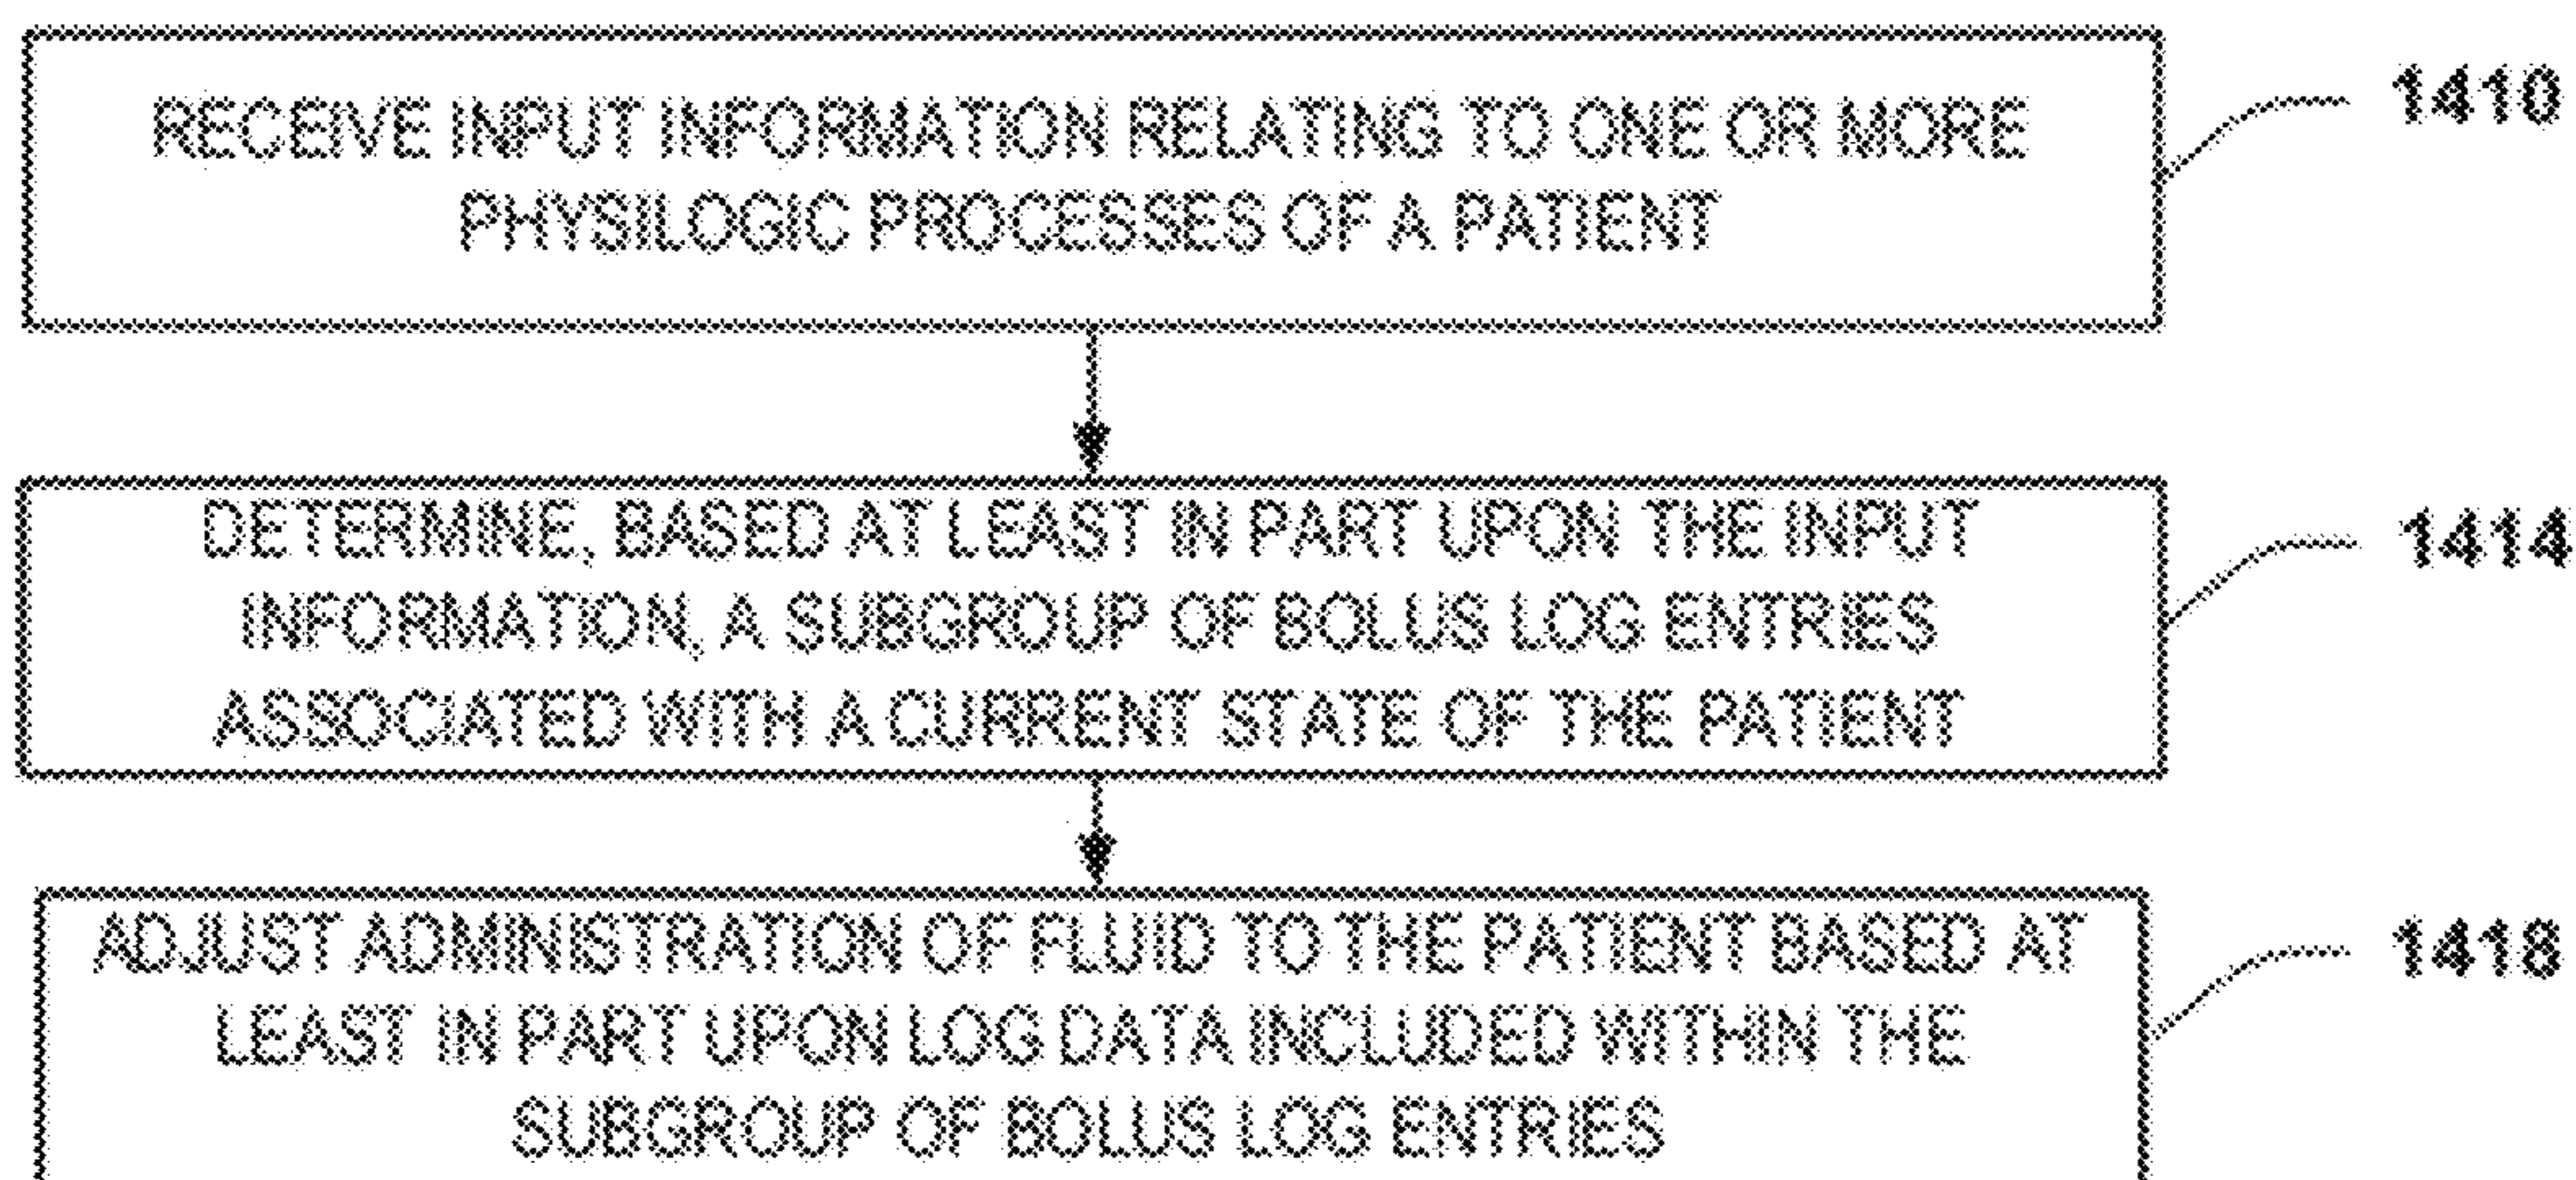 RECEIVE INPUT INFORMATION RELATING TO ONE OR MORE
PHYSILOGIC PROCESSES OF A PATIENT
1410
DETERMINE, BASED AT LEAST IN PART UPON THE INPUT
INFORMATION, A SUBGROUP OF BOLUS LOG ENTRIES
ASSOCIATED WITH A CURRENT STATE OF THE PATIENT
1414
ADJUST ADMINISTRATION OF FLUID TO THE PATIENT BASED AT
LEAST IN PART UPON LOG DATA INCLUDED WITHIN THE
SUBGROUP OF BOLUS LOG ENTRIES
1418